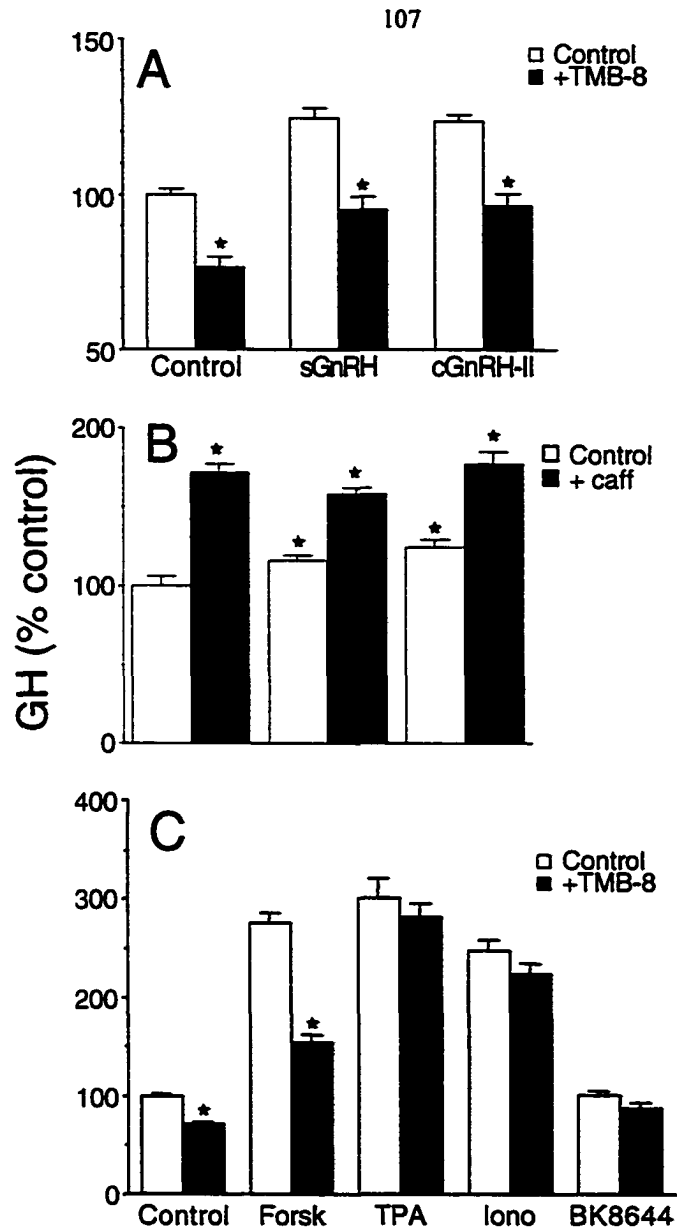 107
150
A
Control
+TMB-8
100
50
Control sGnRH cGnRH-II
GH (% control)
200
B
Control
+ caff
100
0
400
C
Control
+TMB-8
300
200
100
0
Control Forsk TPA Iono BK8644